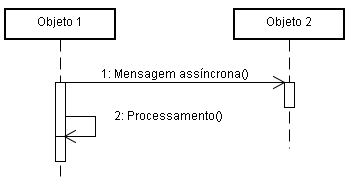 Objeto 1
Objeto 2
1: Mensagem assíncrona()
2: Processamento()